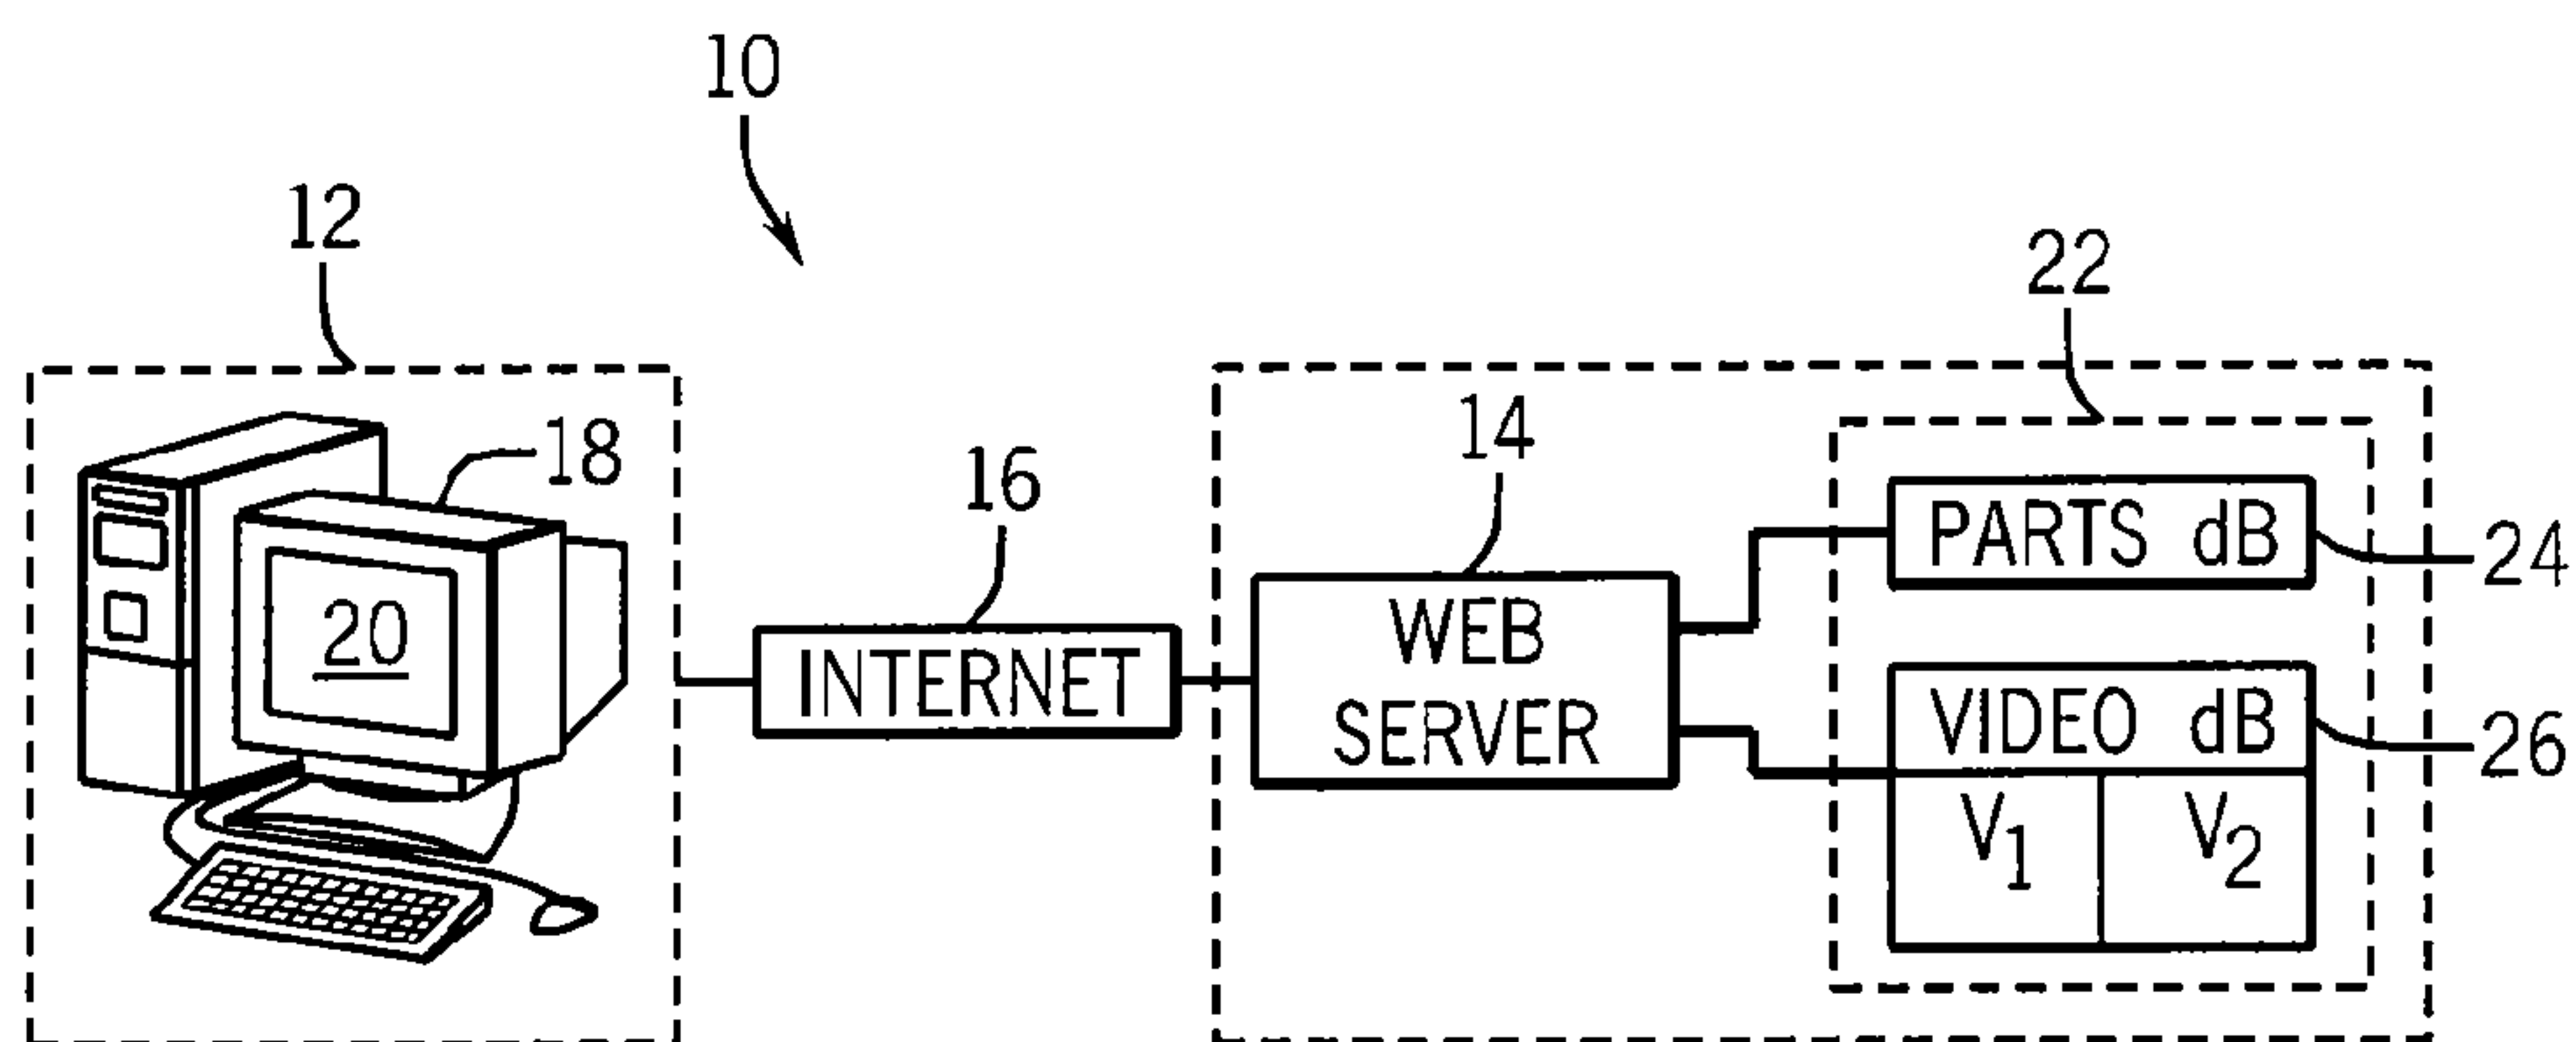 10
12
22
18
14
16
PARTS dB
24
20
WEB
SERVER
INTERNET
VIDEO dB
26
V1
V2